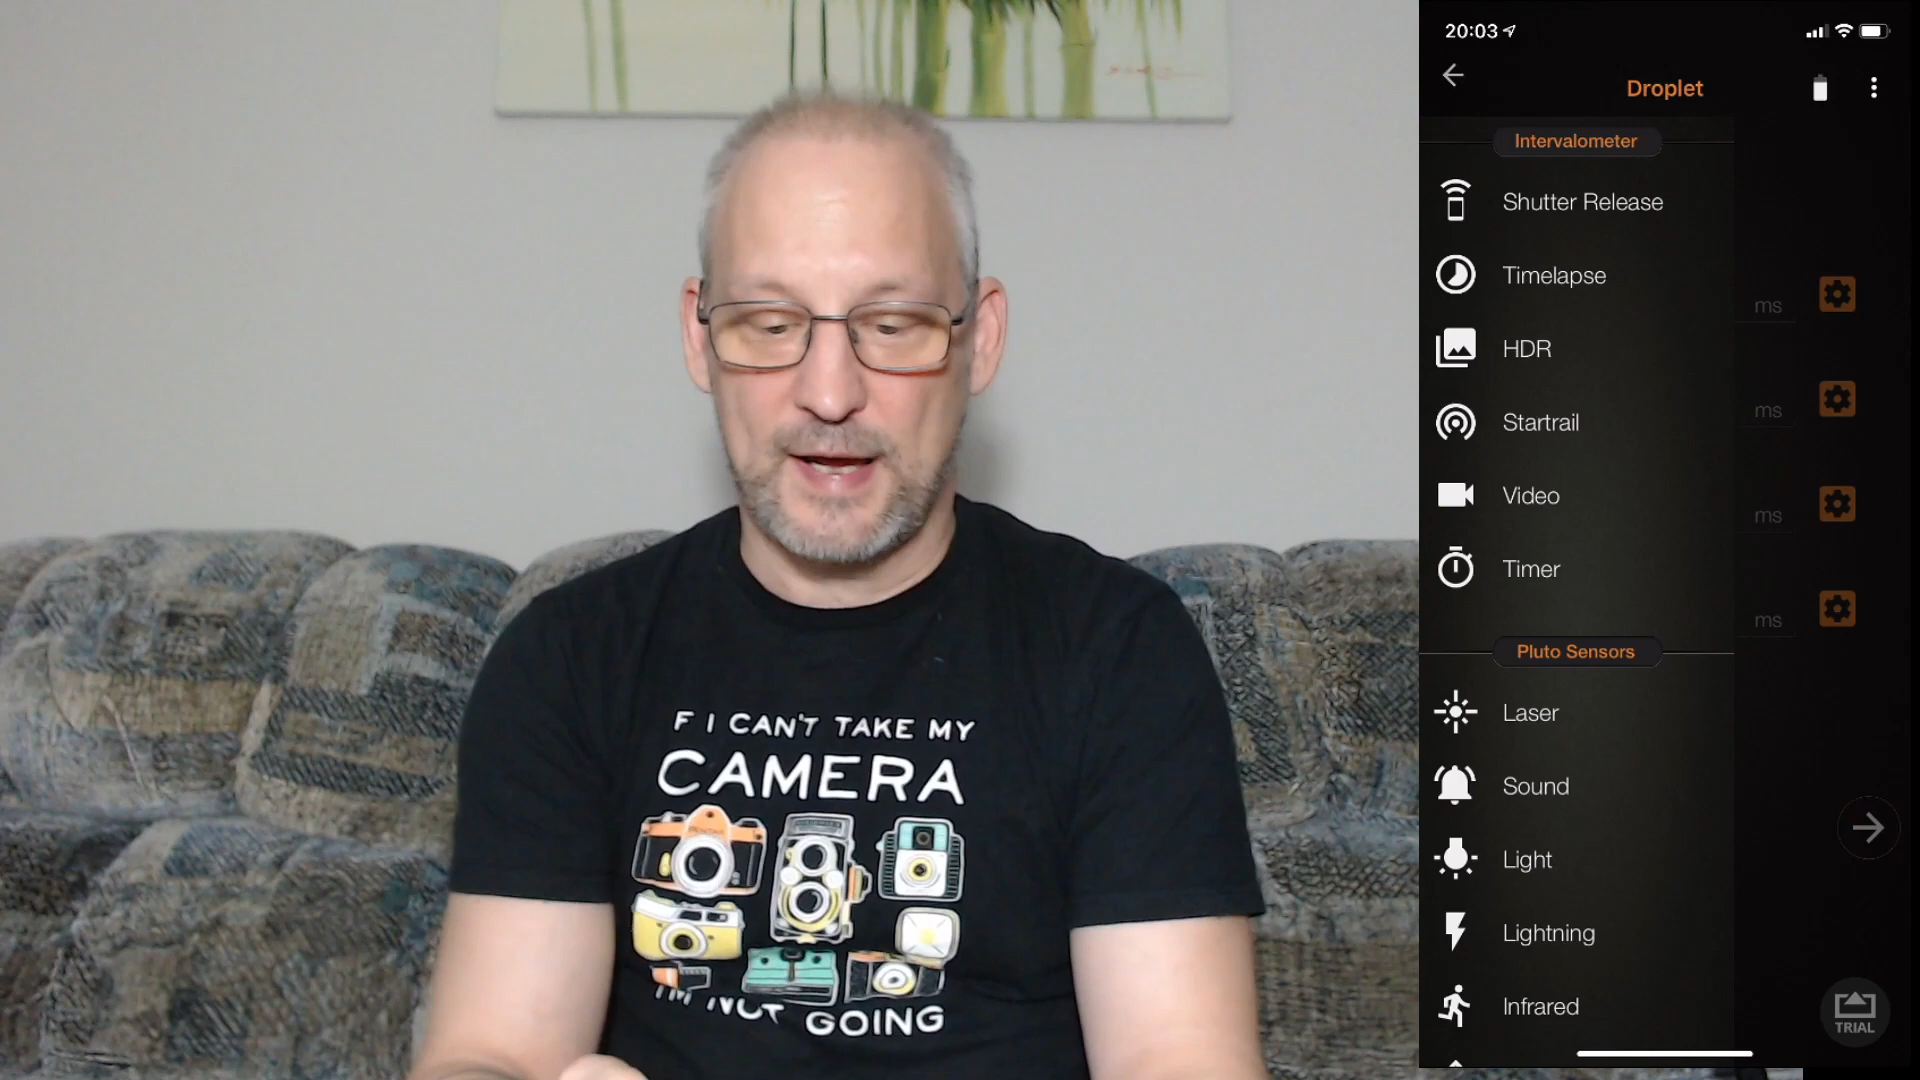 F I CAN'T TAKE MY
CAMERA
I'M NOT GOING
20:03
Droplet
Intervalometer
Shutter Release
Timelapse
HDR
Startrail
Video
Timer
ms
ms
ms
ms
Pluto Sensors
Laser
Sound
Light
Lightning
Infrared
TRIAL